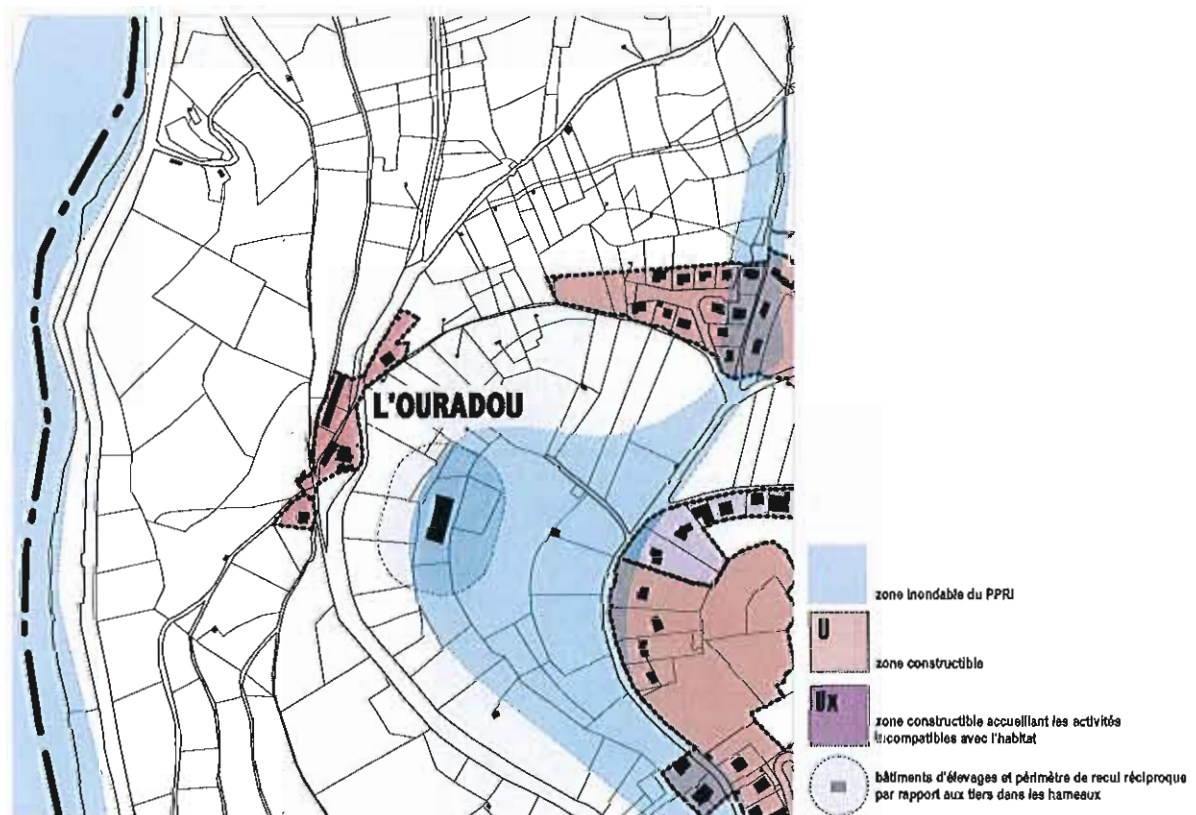 L'OURADOU
zone inondable du PPRI
U
zone constructible
Ux
zone constructible accueillant les activités
incompatibles avec l'habitat
bâtiments d'élevages et périmètre de recul réciproque
par rapport aux tiers dans les hameaux